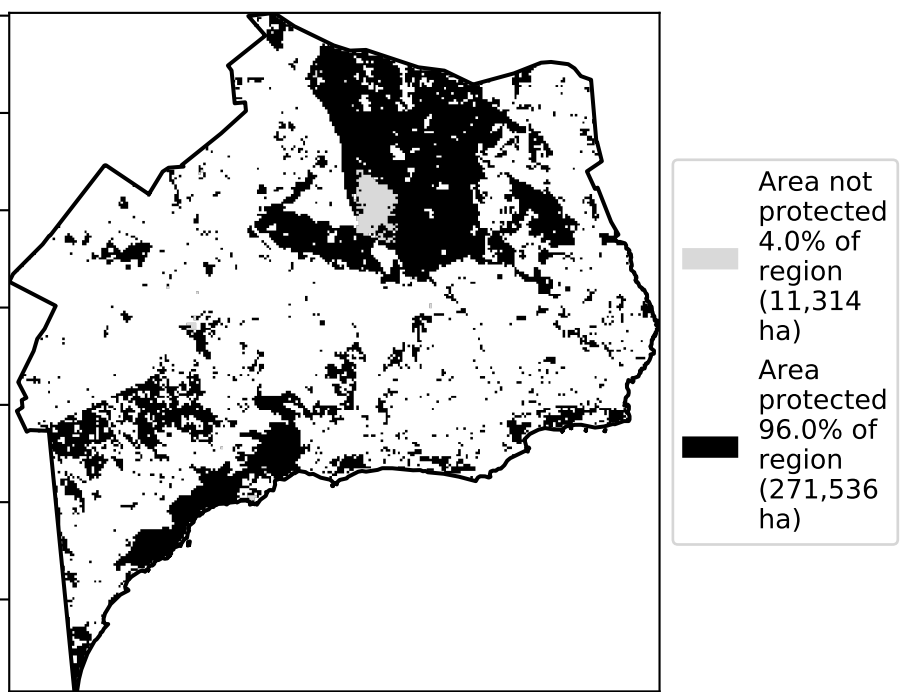 Area not
protected
4.0% of
region
(11,314
ha)
Area
protected
96.0% of
region
(271,536
ha)